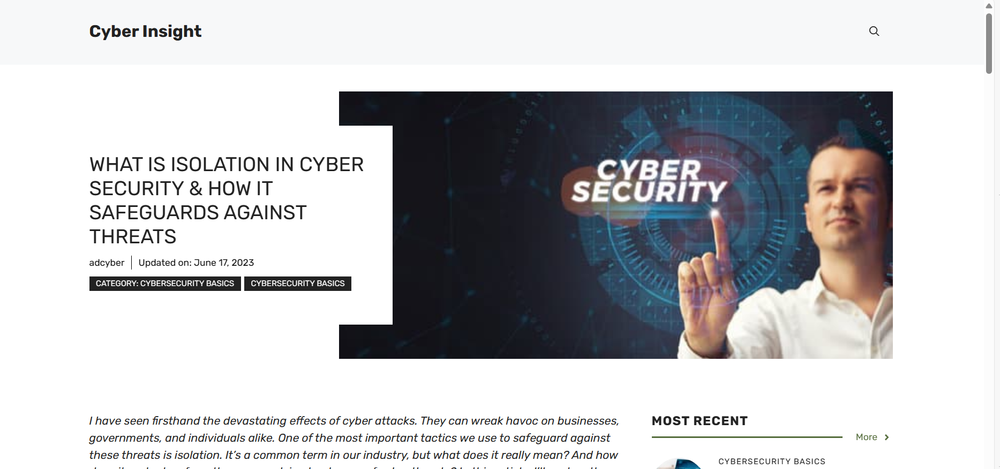 Cyber Insight
WHAT IS ISOLATION IN CYBER
SECURITY & HOW IT
SAFEGUARDS AGAINST
THREATS
adcyber
Updated on: June 17, 2023
CATEGORY: CYBERSECURITY BASICS
CYBERSECURITY BASICS
CYBER
SECURITY
I have seen firsthand the devastating effects of cyber attacks. They can wreak havoc on businesses,
governments, and individuals alike. One of the most important tactics we use to safeguard against
these threats is isolation. It’s a common term in our industry, but what does it really mean? And how
MOST RECENT
More
CYBERSECURITY BASICS